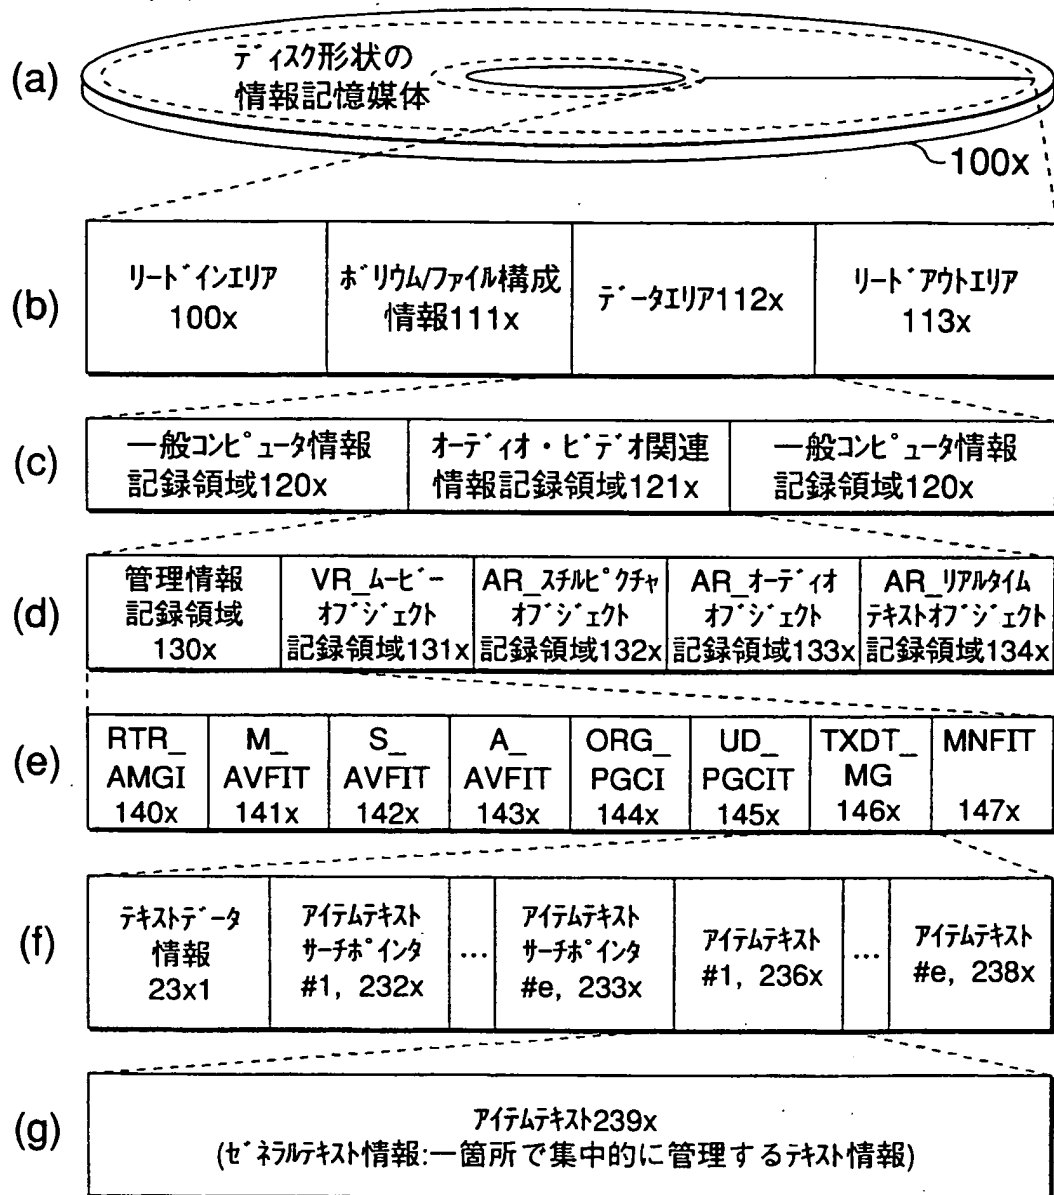 (a)
ディスク形状の
情報記憶媒体
100x
(b)
リードインエリア
100x
ボリウム/ファイル構成
情報111x
データエリア112x
リードアウトエリア
113x
(c)
一般コンピュータ情報
記録領域120x
オーディオ・ビデオ関連
情報記録領域121x
一般コンピュータ情報
記録領域120x
(d)
管理情報
記録領域
130x
VR_ムービー
オブジェクト
記録領域131x
AR_スチルピクチャ
オブジェクト
記録領域132x
AR_オーディオ
オブジェクト
記録領域133x
AR_リアルタイム
テキストオブジェクト
記録領域134x
(e)
RTR_
AMGI
140x
M_
AVFIT
141x
S_
AVFIT
142x
A_
AVFIT
143x
ORG_
PGCI
144x
UD_
PGCIT
145x
TXDT_
MG
146x
MNFIT
147x
(f)
テキストデータ
情報
23x1
アイテムテキスト
サーチポインタ
#1, 232x
...
アイテムテキスト
サーチポインタ
#e, 233x
アイテムテキスト
#1, 236x
...
アイテムテキスト
#e, 238x
(g)
アイテムテキスト239x
(ゼネラルテキスト情報:一箇所で集中的に管理するテキスト情報)